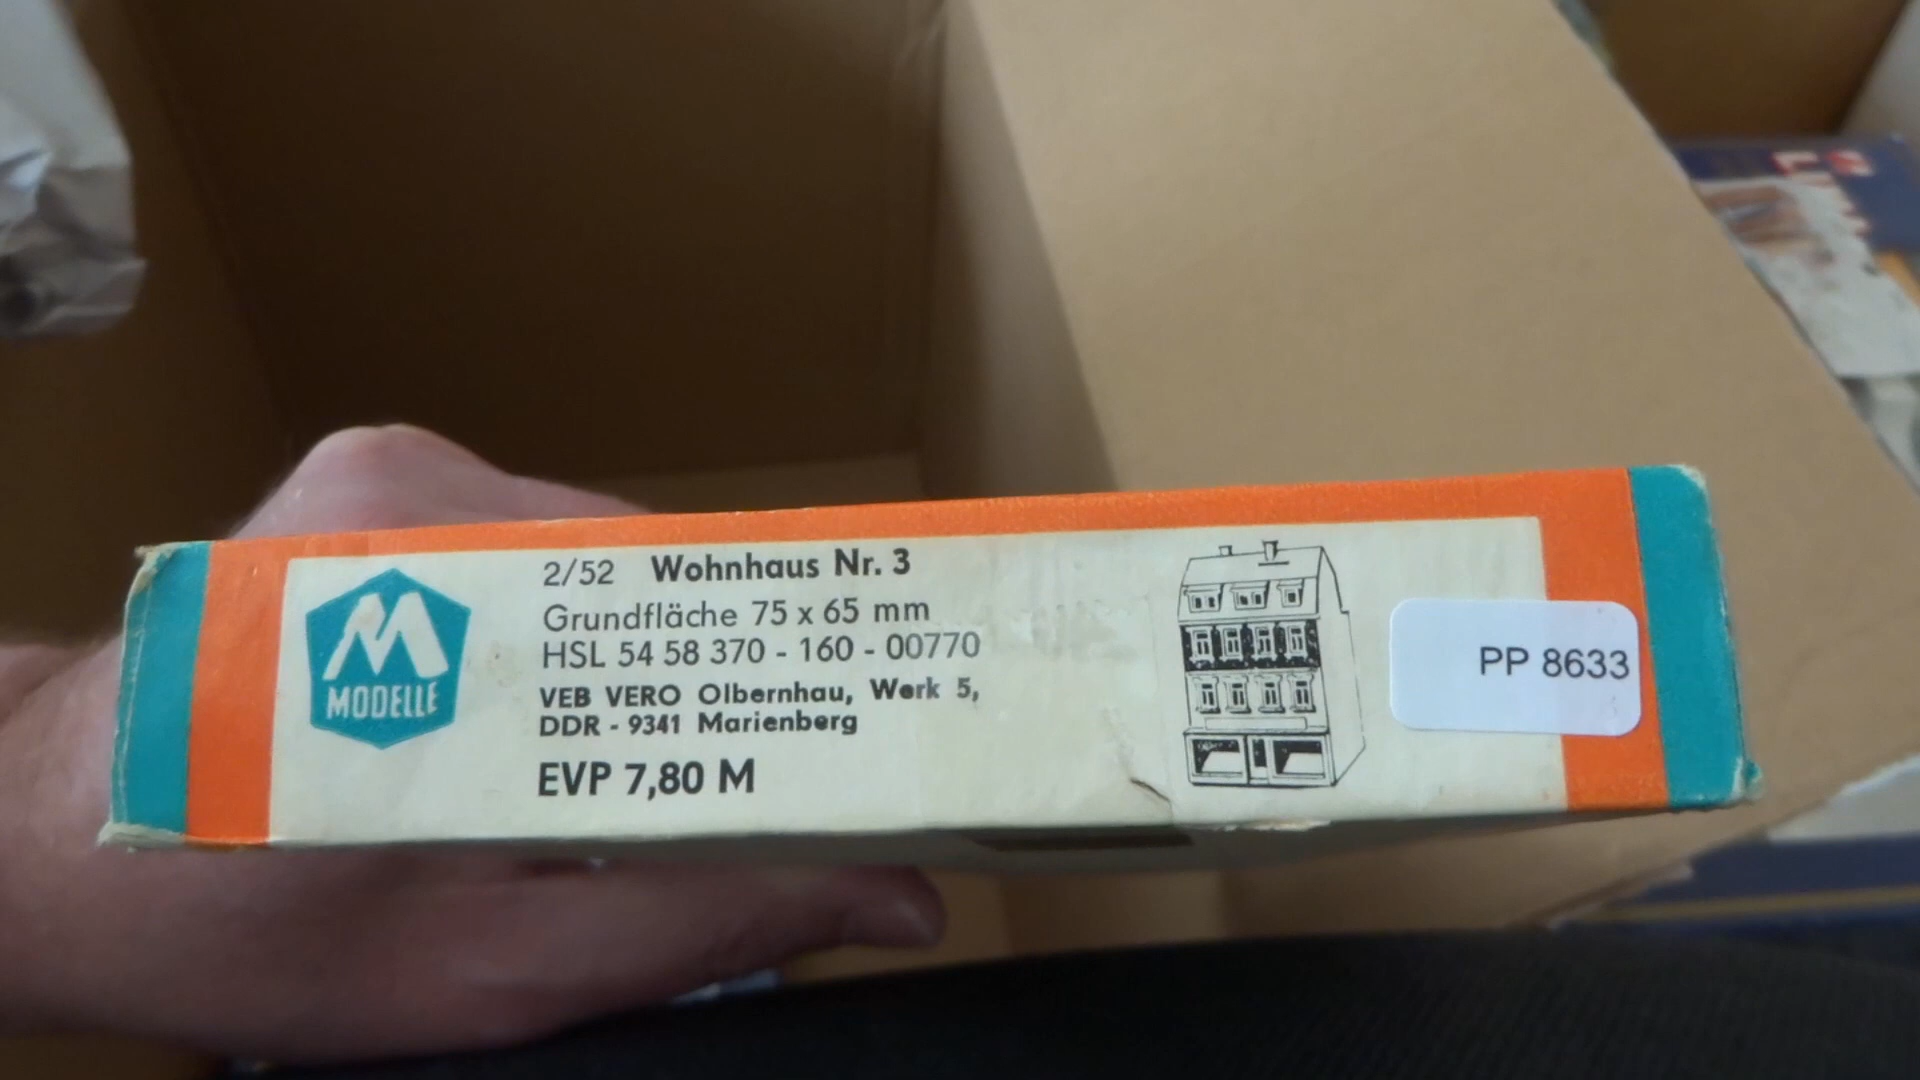 2/52 Wohnhaus Nr. 3
Grundfläche 75 x 65 mm
HSL 54 58 370 - 160 - 00770
VEB VERO Olbernhau, Werk 5,
DDR - 9341 Marienberg
EVP 7,80 M
M
MODELLE
PP 8633